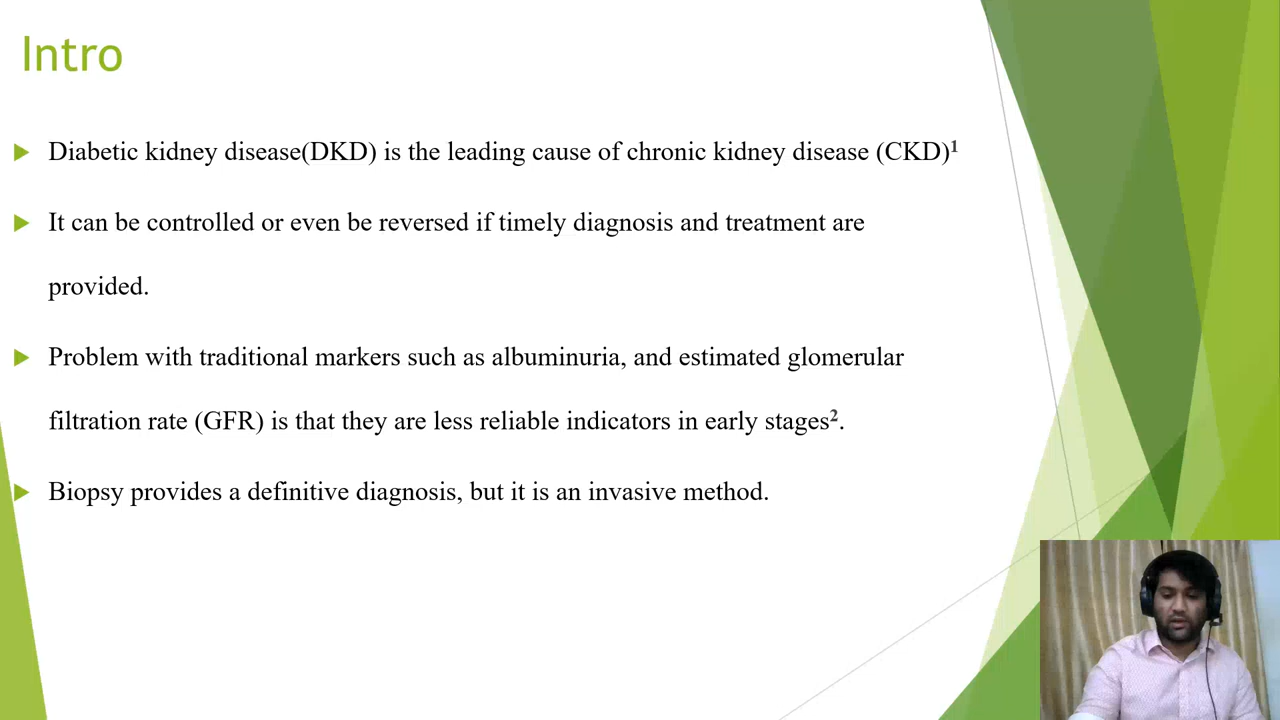 Intro
Diabetic kidney disease(DKD) is the leading cause of chronic kidney disease (CKD)¹
It can be controlled or even be reversed if timely diagnosis and treatment are
provided.
Problem with traditional markers such as albuminuria, and estimated glomerular
filtration rate (GFR) is that they are less reliable indicators in early stages².
Biopsy provides a definitive diagnosis, but it is an invasive method.